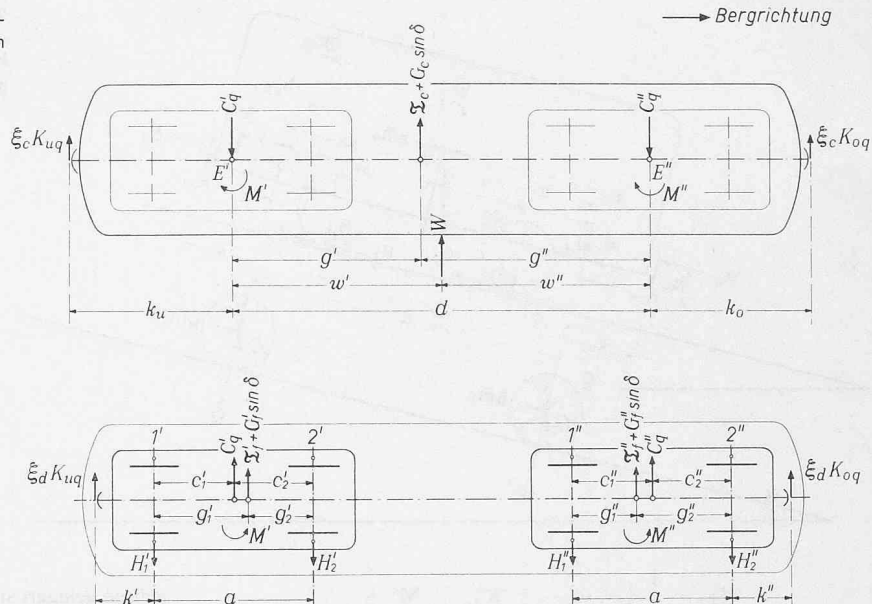 Bergrichtung
𝔗c + Gc sin δ
C'q
C''q
ξc Kuq
ξc Koq
E'
M'
E''
M''
W
g' g''
w' w''
ku d ko
1' 2' 1'' 2''
C'q
𝔗'f + G'f sin δ
𝔗''f + G''f sin δ
C''q
ξd Kuq
ξd Koq
c'1 c'2 c''1 c''2
g'1 g'2 g''1 g''2
M' M''
H'1 H'2 H''1 H''2
k' a a k''